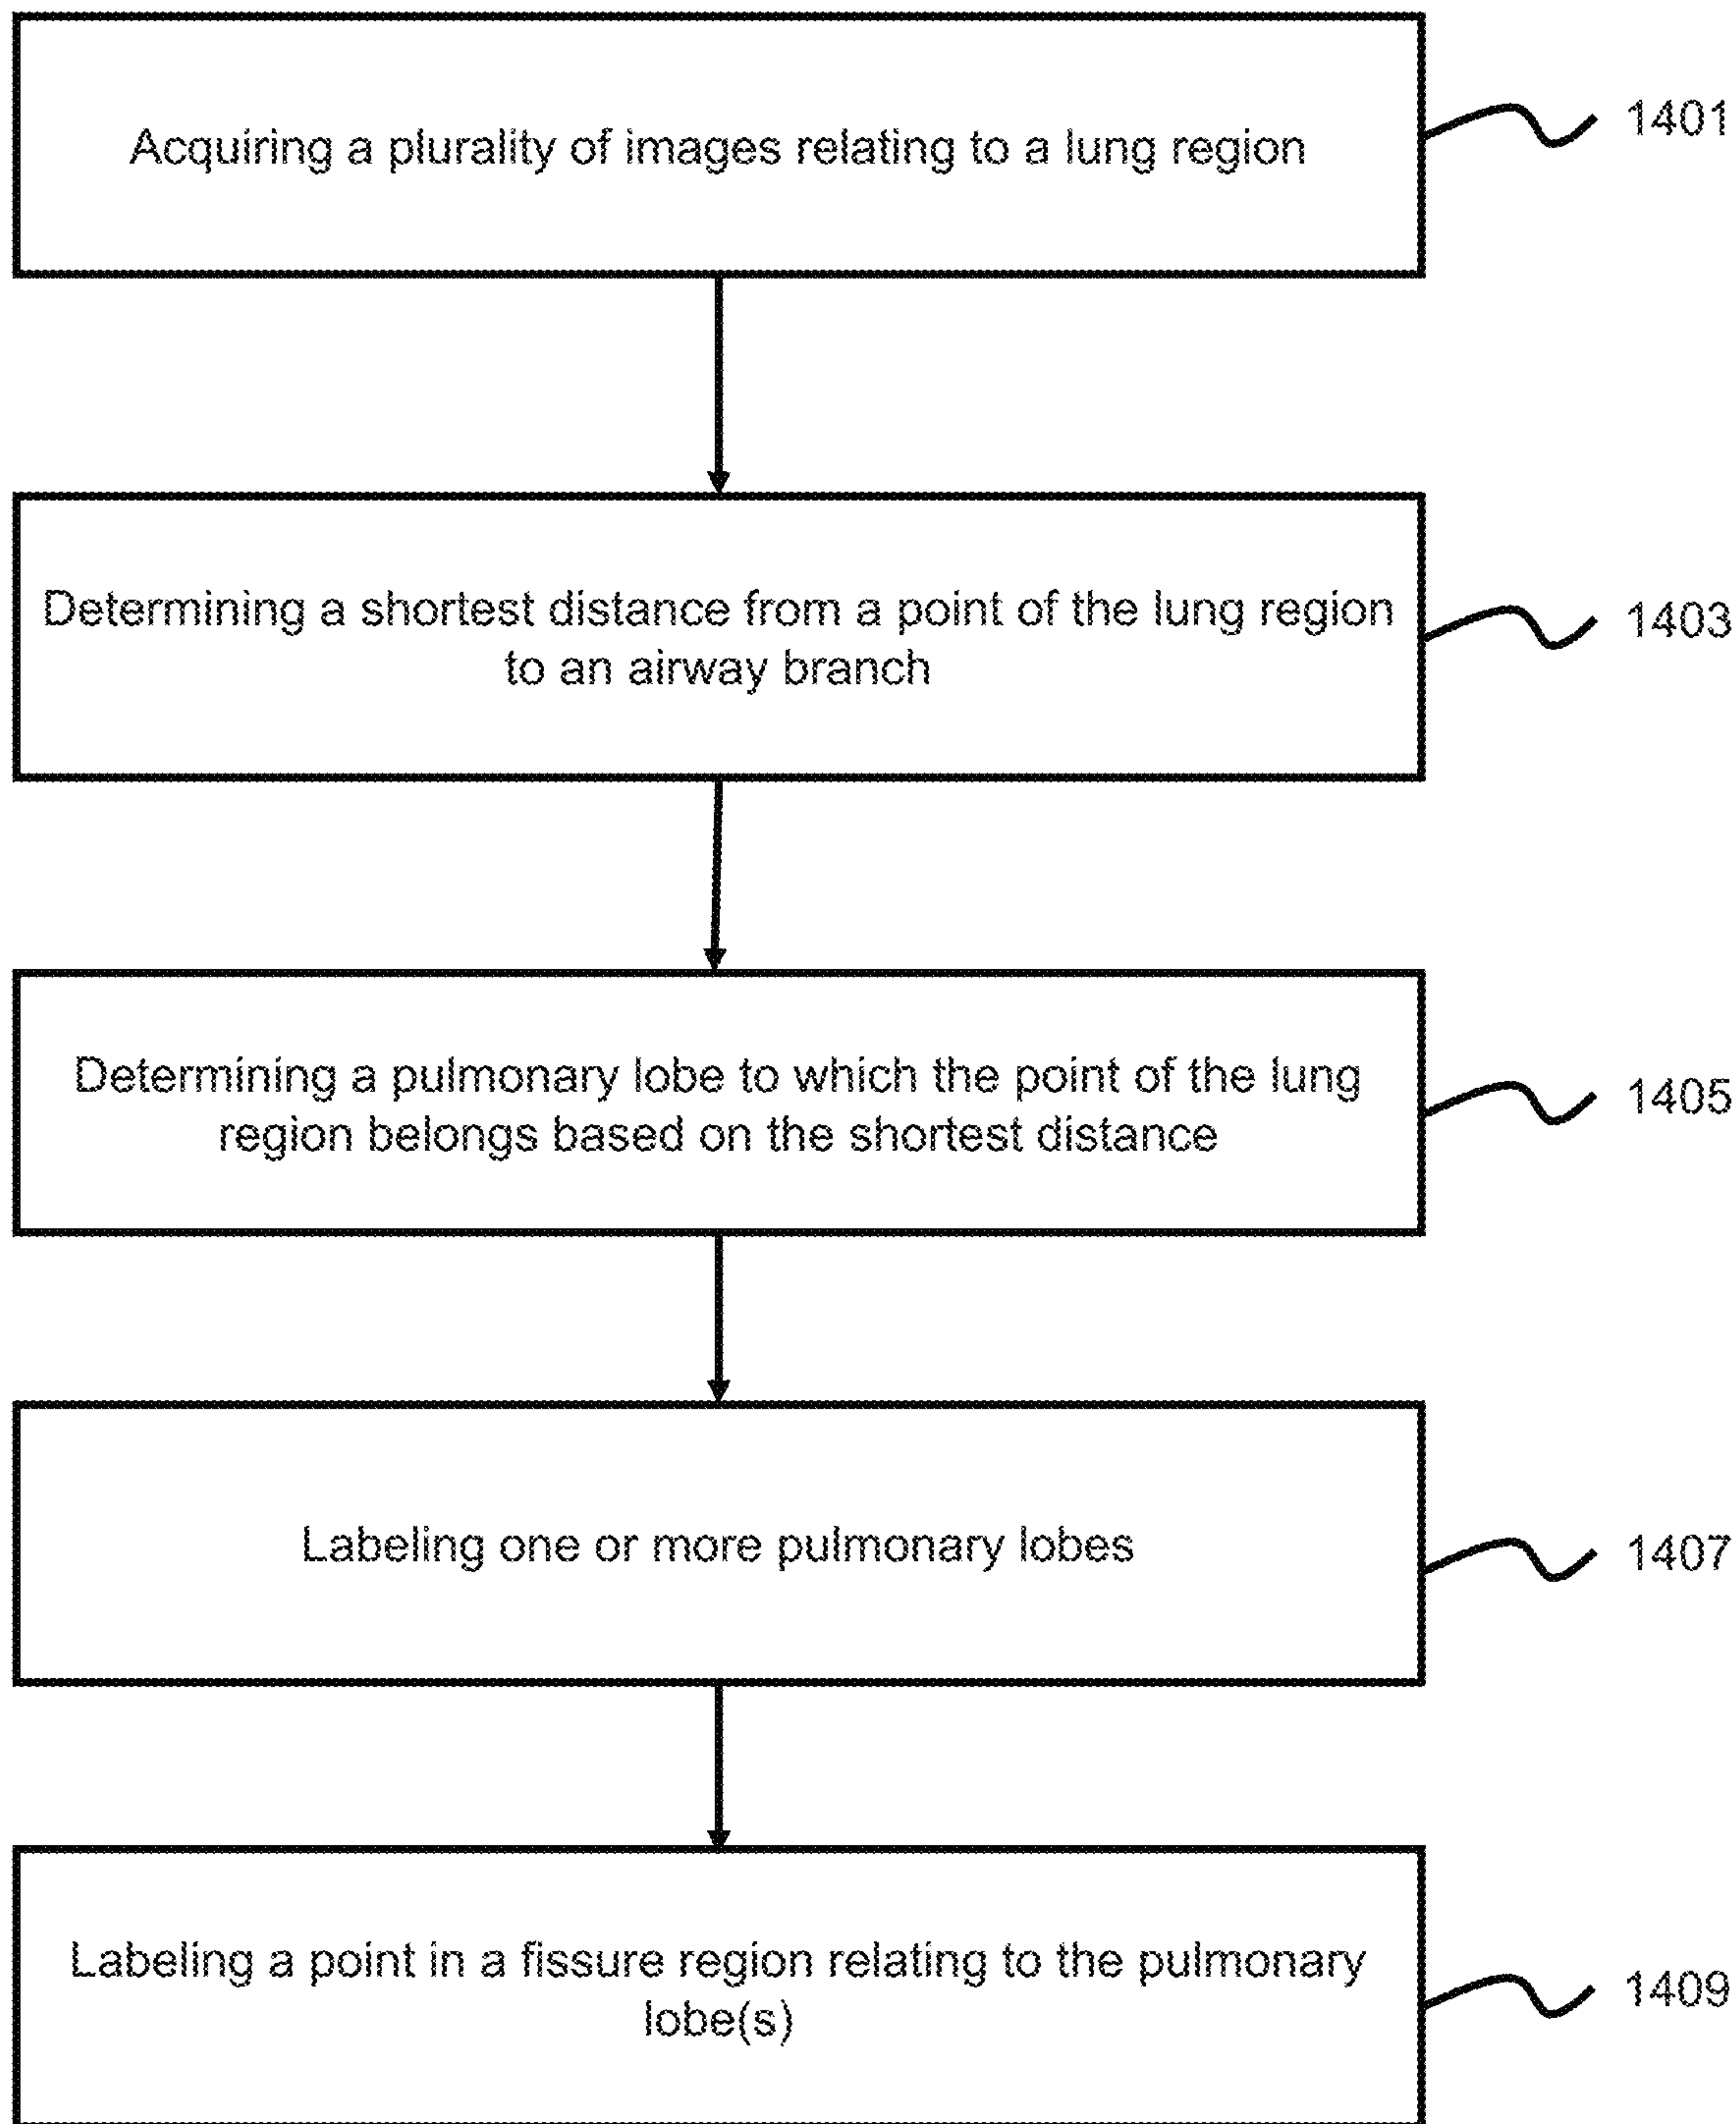 Acquiring a plurality of images relating to a lung region
1401
Determining a shortest distance from a point of the lung region
to an airway branch
1403
Determining a pulmonary lobe to which the point of the lung
region belongs based on the shortest distance
1405
Labeling one or more pulmonary lobes
1407
Labeling a point in a fissure region relating to the pulmonary
lobe(s)
1409